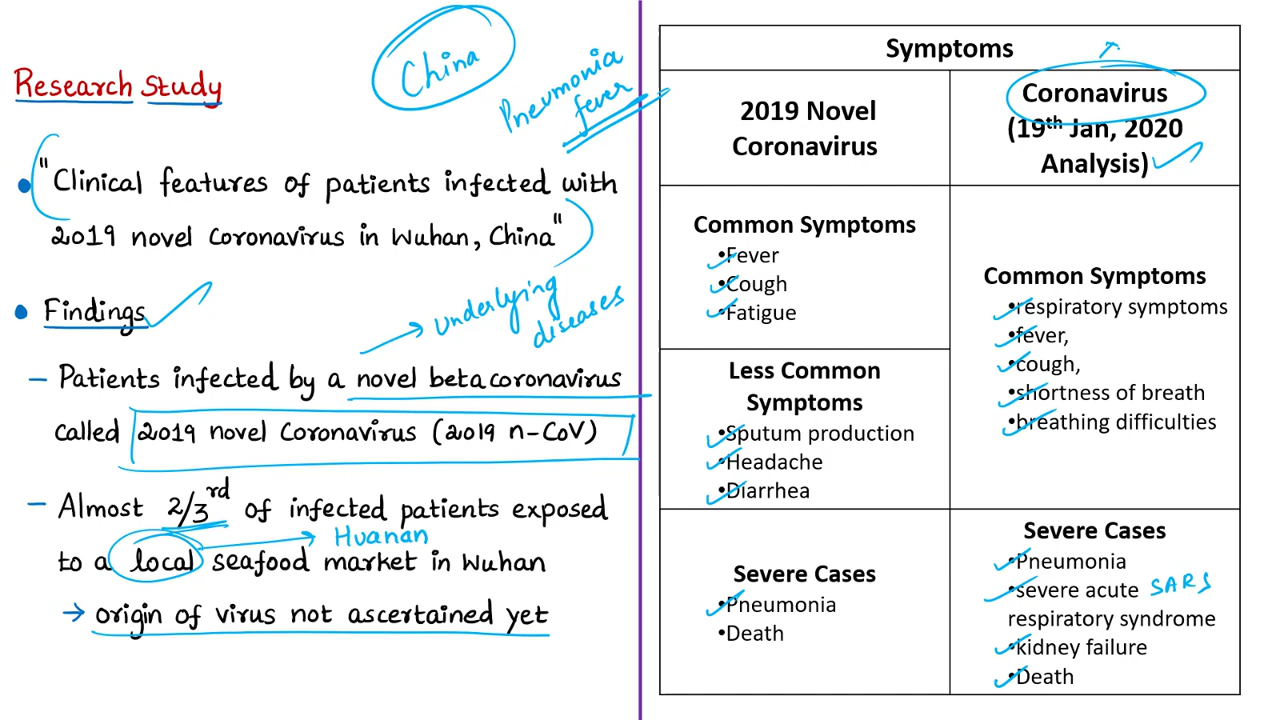 China
Pneumonia
fever
Research Study
• "Clinical features of patients infected with
2019 novel coronavirus in Wuhan, China"
• Findings
underlying
diseases
– Patients infected by a novel betacoronavirus
called 2019 novel Coronavirus (2019 n-CoV)
– Almost 2/3rd of infected patients exposed
Huanan
to a local seafood market in Wuhan
→ origin of virus not ascertained yet
Symptoms
2019 Novel
Coronavirus
Coronavirus
(19th Jan, 2020
Analysis)
Common Symptoms
•Fever
•Cough
•Fatigue
Less Common
Symptoms
•Sputum production
•Headache
•Diarrhea
Common Symptoms
•respiratory symptoms
•fever,
•cough,
•shortness of breath
•breathing difficulties
Severe Cases
•Pneumonia
•Death
Severe Cases
•Pneumonia
•severe acute SARS
respiratory syndrome
•kidney failure
•Death